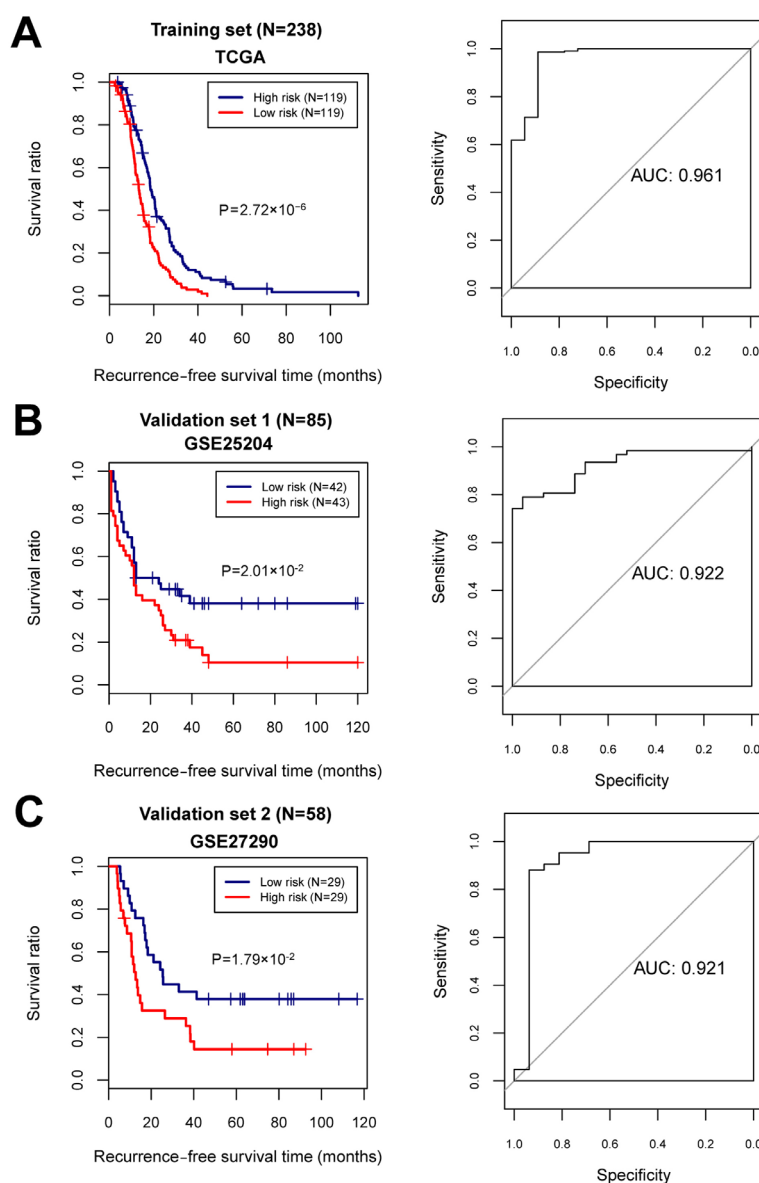 A
Training set (N=238)
TCGA
Survival ratio
1.0
0.8
0.6
0.4
0.2
0.0
High risk (N=119)
Low risk (N=119)
P=2.72×10⁻⁶
0 20 40 60 80 100
Recurrence-free survival time (months)
Sensitivity
1.0
0.8
0.6
0.4
0.2
0.0
AUC: 0.961
1.0 0.8 0.6 0.4 0.2 0.0
Specificity
B
Validation set 1 (N=85)
GSE25204
Survival ratio
1.0
0.8
0.6
0.4
0.2
0.0
Low risk (N=42)
High risk (N=43)
P=2.01×10⁻²
0 20 40 60 80 100 120
Recurrence-free survival time (months)
Sensitivity
1.0
0.8
0.6
0.4
0.2
0.0
AUC: 0.922
1.0 0.8 0.6 0.4 0.2 0.0
Specificity
C
Validation set 2 (N=58)
GSE27290
Survival ratio
1.0
0.8
0.6
0.4
0.2
0.0
Low risk (N=29)
High risk (N=29)
P=1.79×10⁻²
0 20 40 60 80 100 120
Recurrence-free survival time (months)
Sensitivity
1.0
0.8
0.6
0.4
0.2
0.0
AUC: 0.921
1.0 0.8 0.6 0.4 0.2 0.0
Specificity